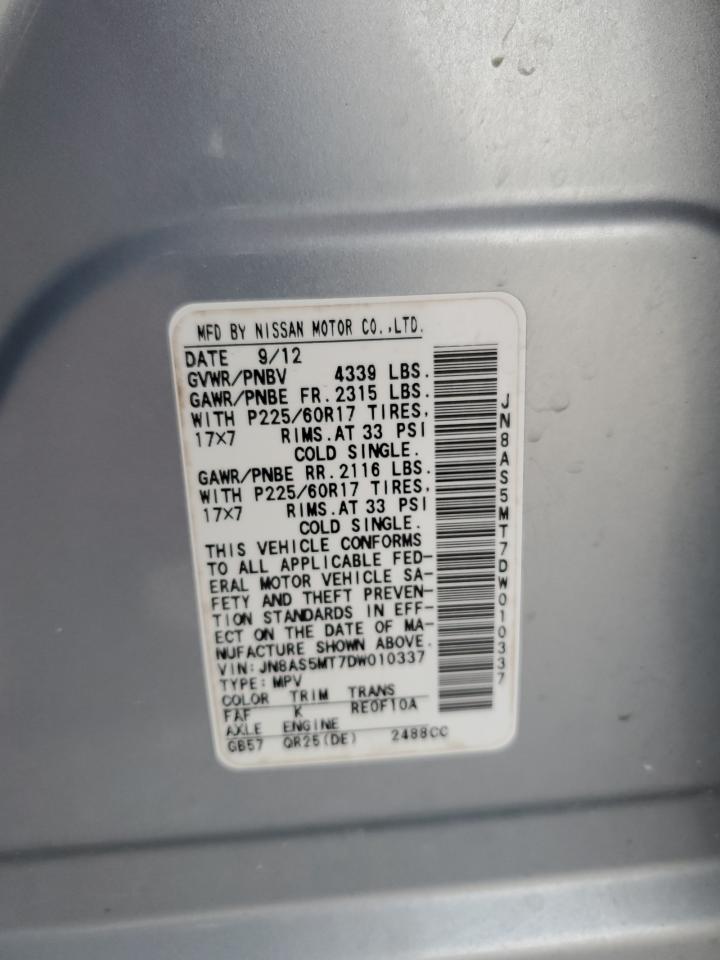 MFD BY NISSAN MOTOR CO.,LTD.
DATE 9/12
GVWR/PNBV 4339 LBS.
GAWR/PNBE FR.2315 LBS.
WITH P225/60R17 TIRES,
17×7 RIMS.AT 33 PSI
COLD SINGLE.
GAWR/PNBE RR.2116 LBS.
WITH P225/60R17 TIRES,
17×7 RIMS.AT 33 PSI
COLD SINGLE.
THIS VEHICLE CONFORMS
TO ALL APPLICABLE FED-
ERAL MOTOR VEHICLE SA-
FETY AND THEFT PREVEN-
TION STANDARDS IN EFF-
ECT ON THE DATE OF MA-
NUFACTURE SHOWN ABOVE.
VIN:JN8AS5MT7DW010337
TYPE:MPV
COLOR TRIM TRANS
FAF K RE0F10A
AXLE ENGINE
GB57 QR25(DE) 2488CC
JN8AS5MT7DW010337